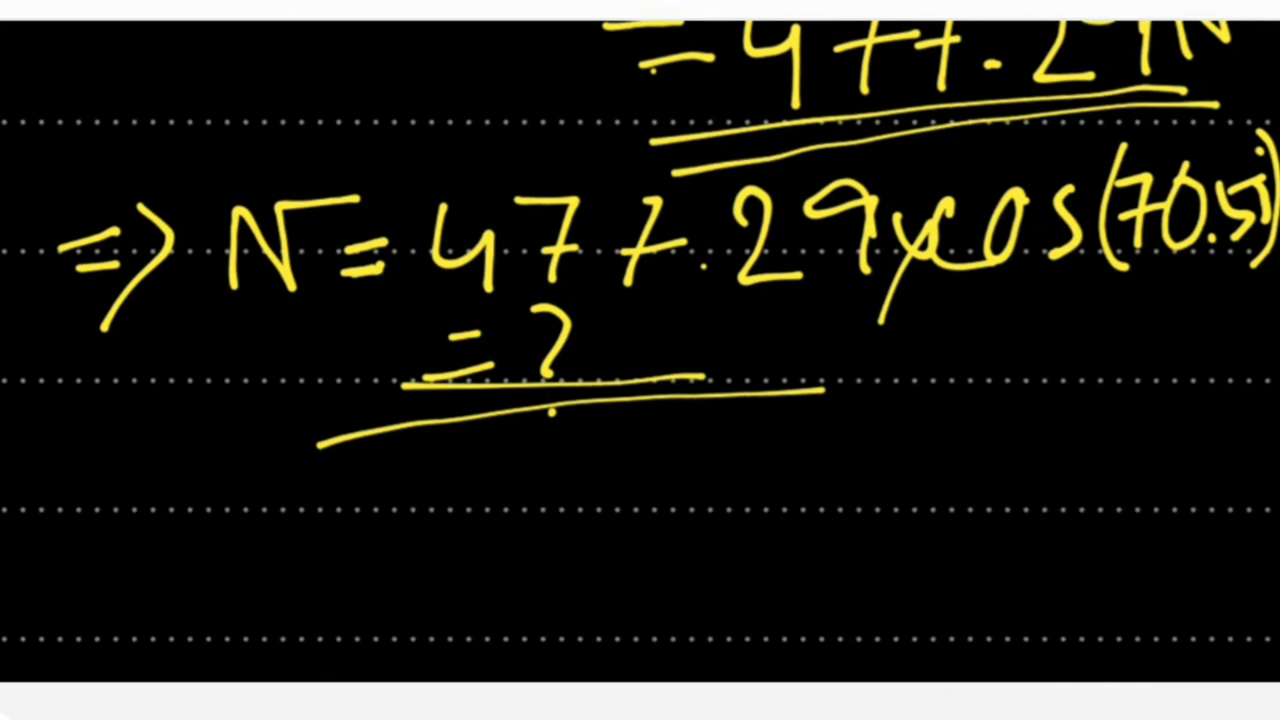 = 477.29N
⇒ N = 477.29 × cos(70.5)
= ?